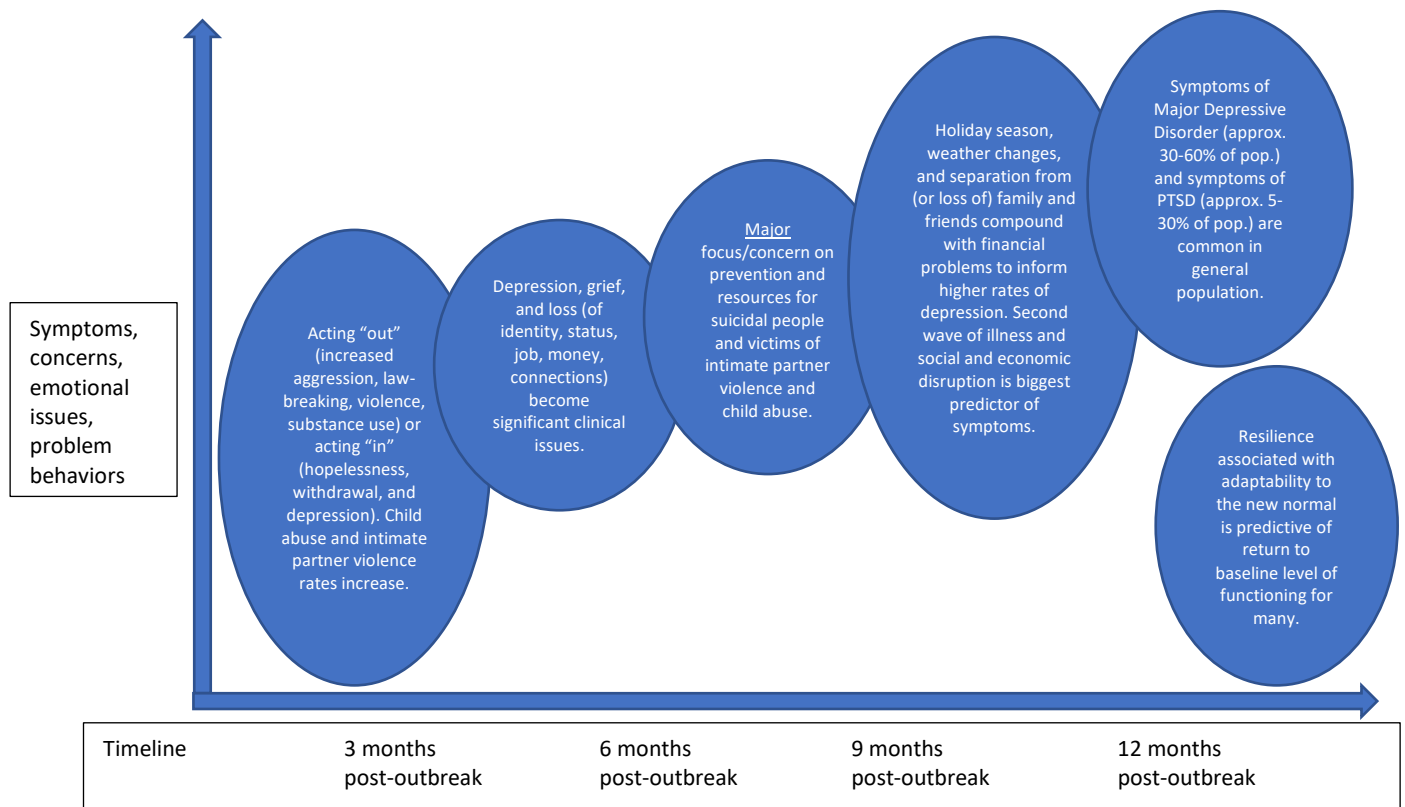 Symptoms,
concerns,
emotional
issues,
problem
behaviors
Acting “out”
(increased
aggression, law-
breaking, violence,
substance use) or
acting “in”
(hopelessness,
withdrawal, and
depression). Child
abuse and intimate
partner violence
rates increase.
Depression, grief,
and loss (of
identity, status,
job, money,
connections)
become
significant clinical
issues.
Major
focus/concern on
prevention and
resources for
suicidal people
and victims of
intimate partner
violence and
child abuse.
Holiday season,
weather changes,
and separation from
(or loss of) family and
friends compound
with financial
problems to inform
higher rates of
depression. Second
wave of illness and
social and economic
disruption is biggest
predictor of
symptoms.
Symptoms of
Major Depressive
Disorder (approx.
30-60% of pop.)
and symptoms of
PTSD (approx. 5-
30% of pop.) are
common in
general
population.
Resilience
associated with
adaptability to
the new normal
is predictive of
return to
baseline level of
functioning for
many.
Timeline
3 months
post-outbreak
6 months
post-outbreak
9 months
post-outbreak
12 months
post-outbreak